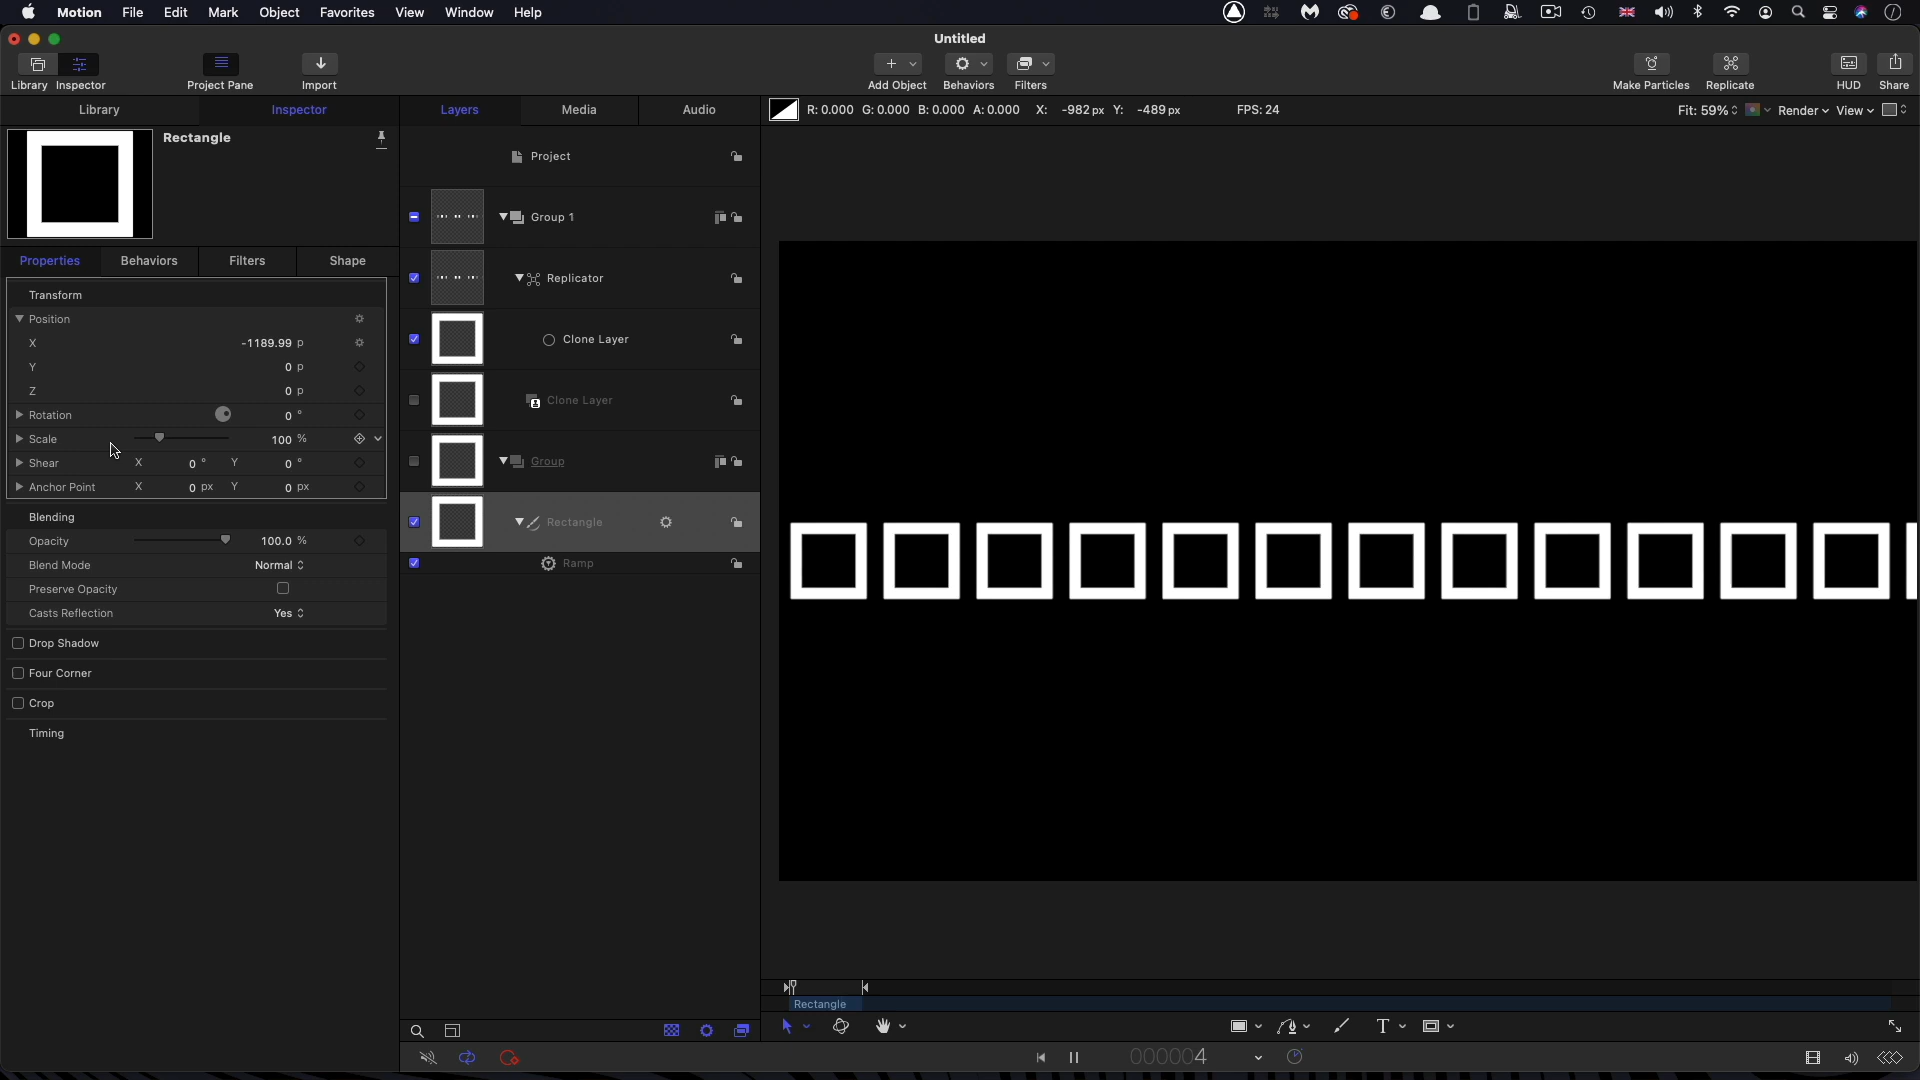 Motion File Edit Mark Object Favorites View Window Help
Untitled
Library Inspector Project Pane Import Add Object Behaviors Filters Make Particles Replicate HUD Share
Library Inspector Layers Media Audio R: 0.000 G: 0.000 B: 0.000 A: 0.000 X: -982 px Y: -489 px FPS: 24 Fit: 59% Render View
Rectangle
Project
Group 1
Properties Behaviors Filters Shape
Replicator
Transform
Position
X -1189.99 p
Clone Layer
Y 0 p
Z 0 p
Clone Layer
Rotation 0 °
Scale 100 %
Shear X 0 ° Y 0 °
Group
Anchor Point X 0 px Y 0 px
Blending
Rectangle
Opacity 100.0 %
Blend Mode Normal
Ramp
Preserve Opacity
Casts Reflection Yes
Drop Shadow
Four Corner
Crop
Timing
Rectangle
T
000004